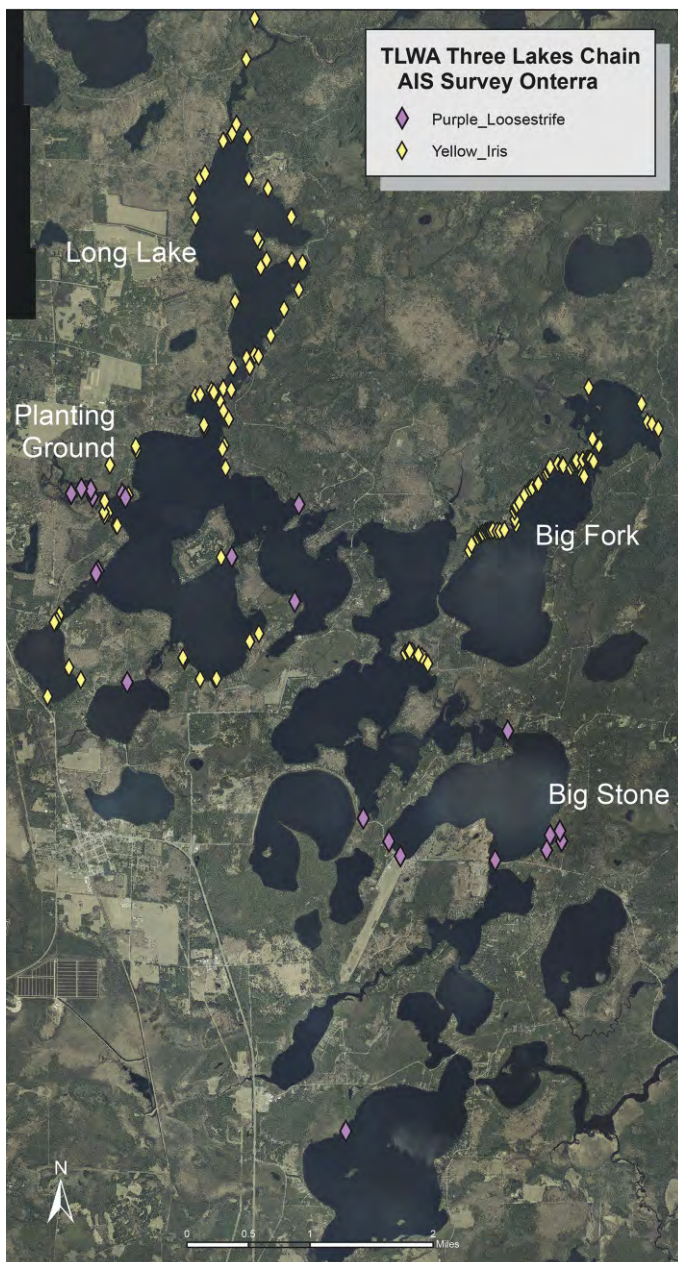 TLWA Three Lakes Chain
AIS Survey Onterra
Purple_Loosestrife
Yellow_Iris
Long Lake
Planting
Ground
Big Fork
Big Stone
N
0 0.5 1 2
Miles